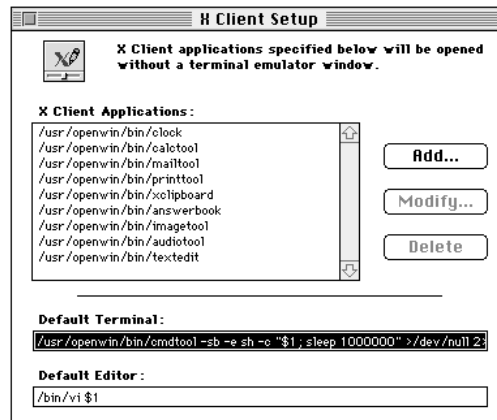 X Client Setup
X Client applications specified below will be opened
without a terminal emulator window.
X Client Applications:
/usr/openwin/bin/clock
/usr/openwin/bin/calctool
/usr/openwin/bin/mailtool
/usr/openwin/bin/printtool
/usr/openwin/bin/xclipboard
/usr/openwin/bin/answerbook
/usr/openwin/bin/imagetool
/usr/openwin/bin/audiotool
/usr/openwin/bin/textedit
Add...
Modify...
Delete
Default Terminal:
/usr/openwin/bin/cmdtool -sb -e sh -c "$1; sleep 1000000" >/dev/null 2>
Default Editor:
/bin/vi $1